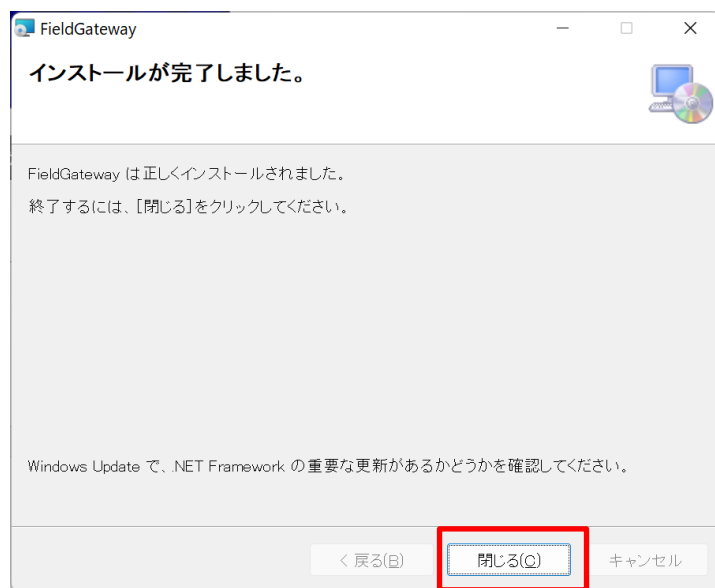 FieldGateway
インストールが完了しました。
FieldGateway は正しくインストールされました。
終了するには、[閉じる]をクリックしてください。
Windows Update で、.NET Framework の重要な更新があるかどうかを確認してください。
< 戻る(B)
閉じる(C)
キャンセル